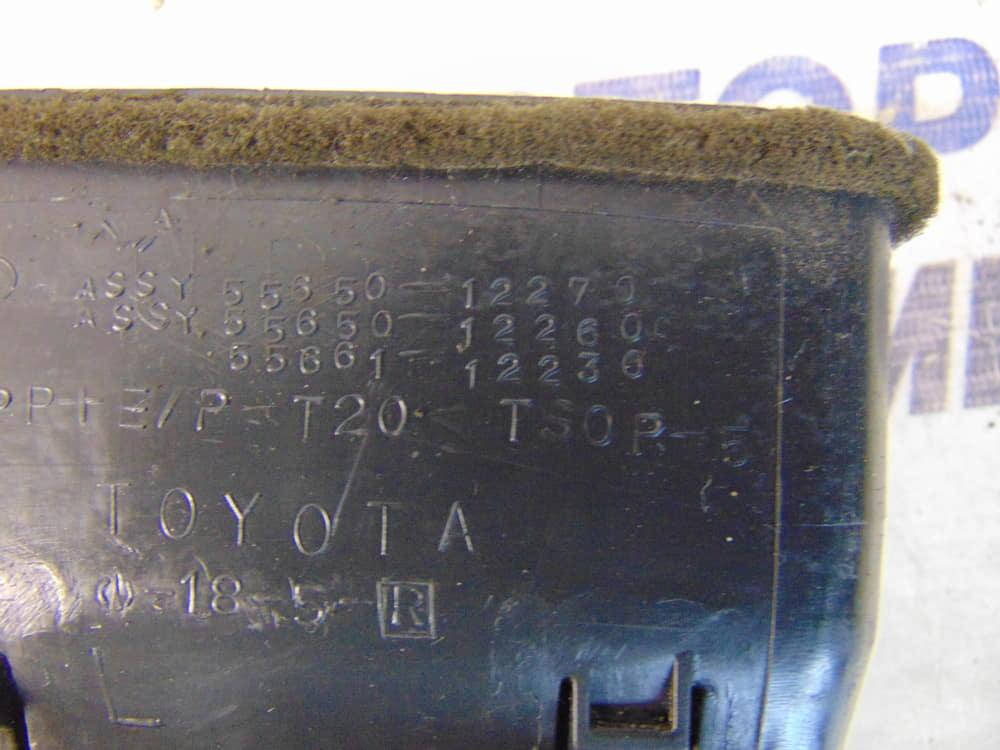 ASSY 55650-12270
ASSY 55650-12260
55661-12236
PP+E/P-T20 < TSOP-5
TOYOTA
-18-5 R
L